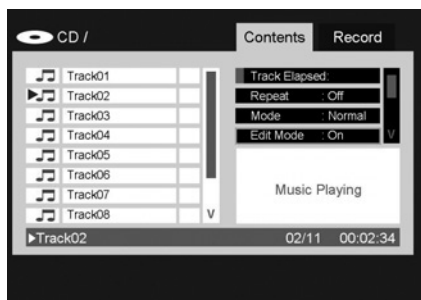 CD /
Contents
Record
Track01
Track02
Track03
Track04
Track05
Track06
Track07
Track08
Track Elapsed:
Repeat : Off
Mode : Normal
Edit Mode : On
Music Playing
Track02 02/11 00:02:34